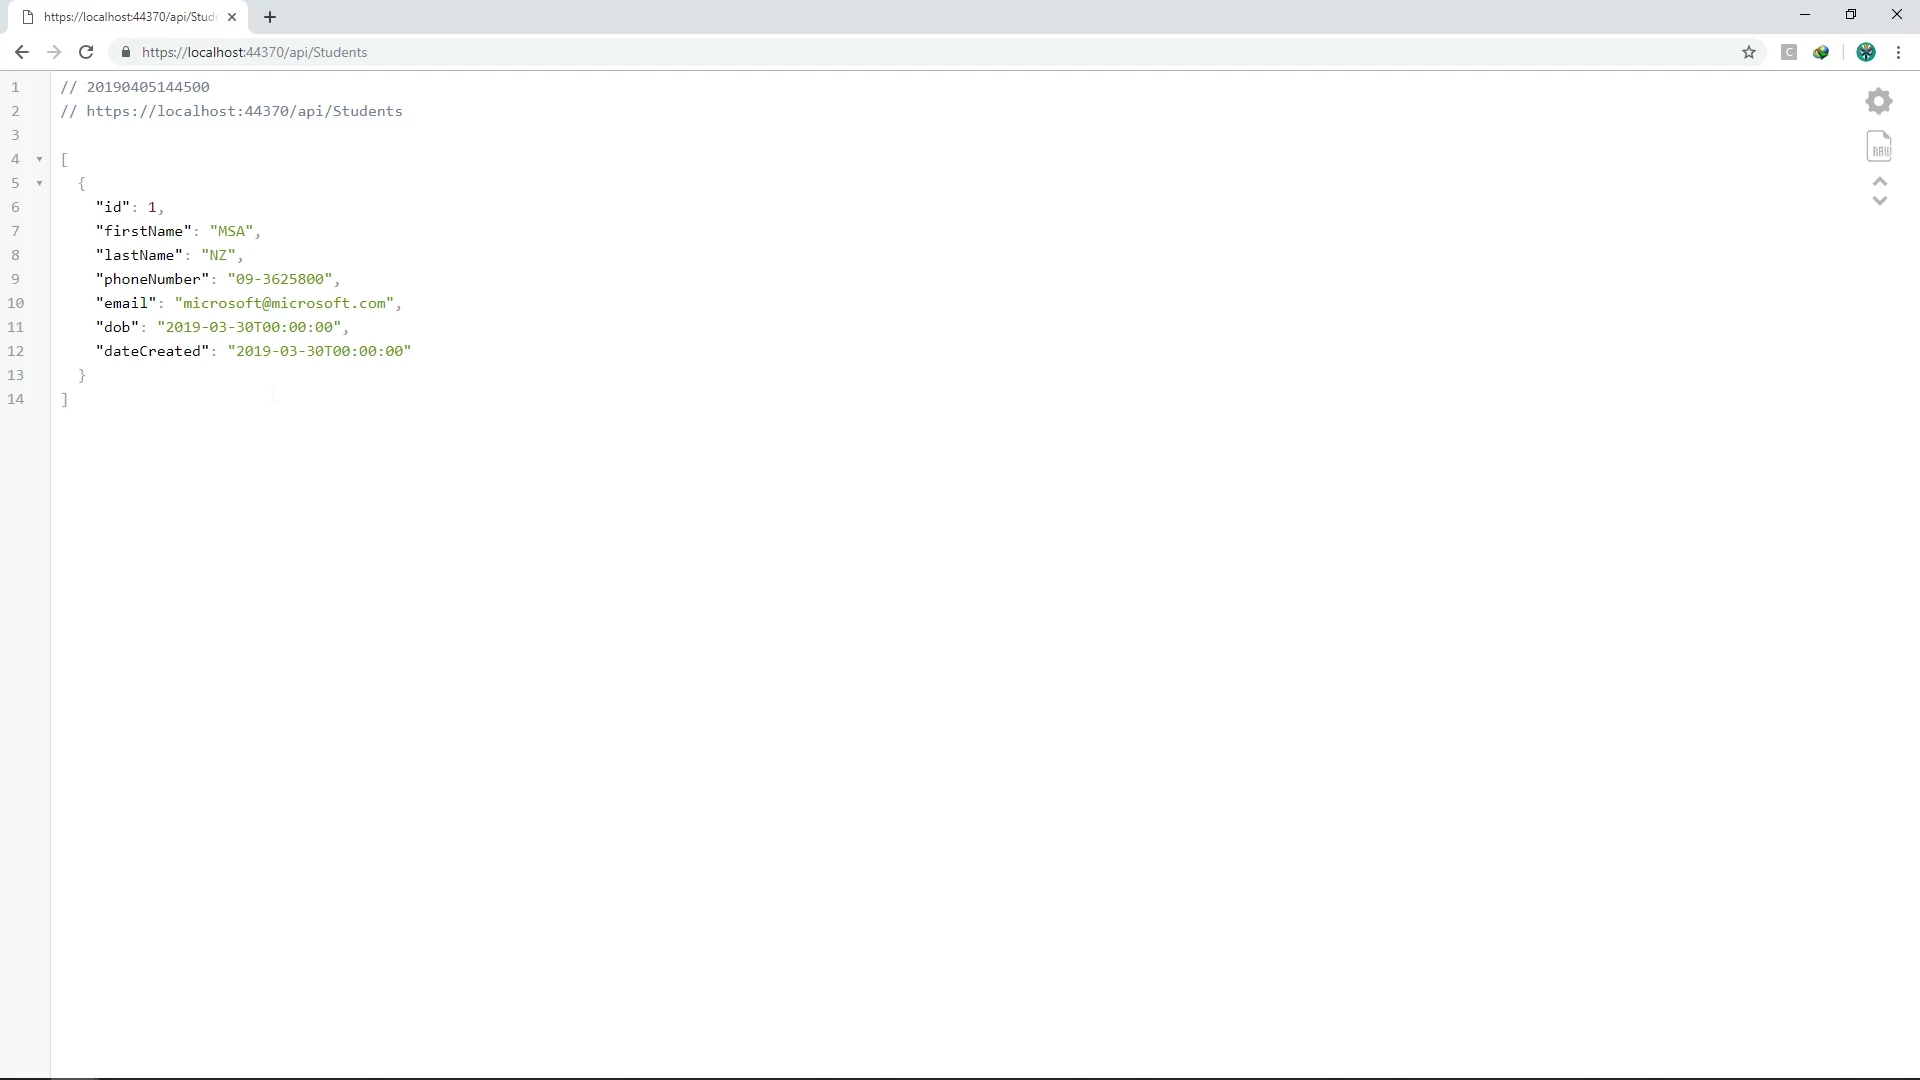 https://localhost:44370/api/Stude
https://localhost:44370/api/Students
C
1 // 20190405144500
2 // https://localhost:44370/api/Students
3
4 [
5 {
6 "id": 1,
7 "firstName": "MSA",
8 "lastName": "NZ",
9 "phoneNumber": "09-3625800",
10 "email": "microsoft@microsoft.com",
11 "dob": "2019-03-30T00:00:00",
12 "dateCreated": "2019-03-30T00:00:00"
13 }
14 ]
RAW